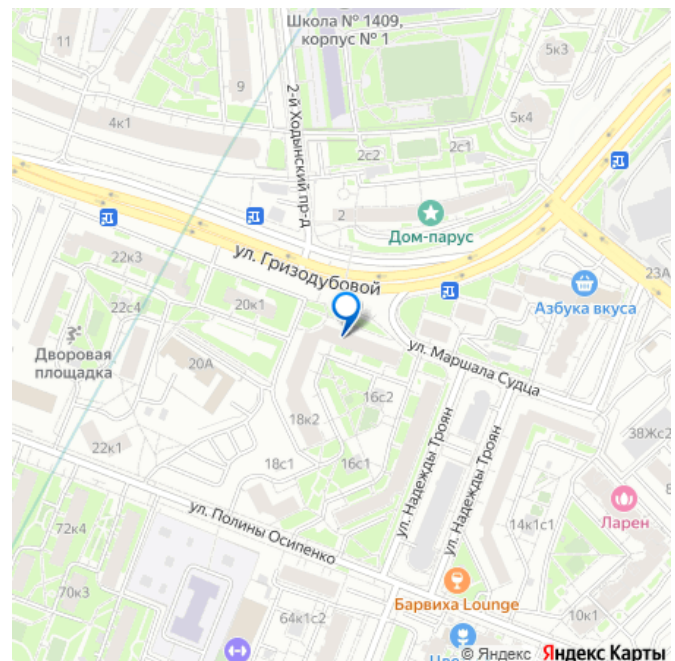 Школа № 1409,
корпус № 1
11
9
5к3
4к1
2-й Ходынский пр-д
2с2
2с1
5к4
2
Дом-парус
22к3
ул. Гризодубовой
23А
22с4
20к1
Азбука вкуса
Дворовая
площадка
20А
ул. Маршала Судца
16с2
18к2
22к1
18с1
16с1
ул. Надежды Троян
ул. Надежды Троян
38Жс2
8
Ларен
14к1с1
ул. Полины Осипенко
72к4
70к3
Барвиха Lounge
64к1с2
10к1
© Яндекс Яндекс Карты